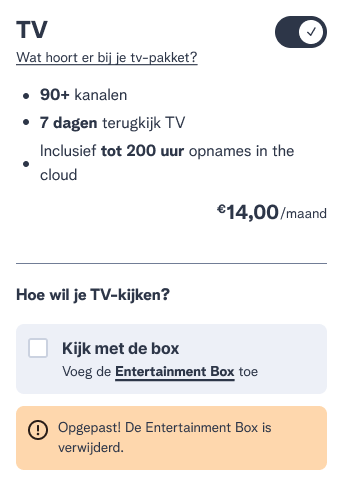 TV
Wat hoort er bij je tv-pakket?
90+ kanalen
7 dagen terugkijk TV
Inclusief tot 200 uur opnames in the
cloud
€14,00/maand
Hoe wil je TV-kijken?
Kijk met de box
Voeg de Entertainment Box toe
Opgepast! De Entertainment Box is
verwijderd.